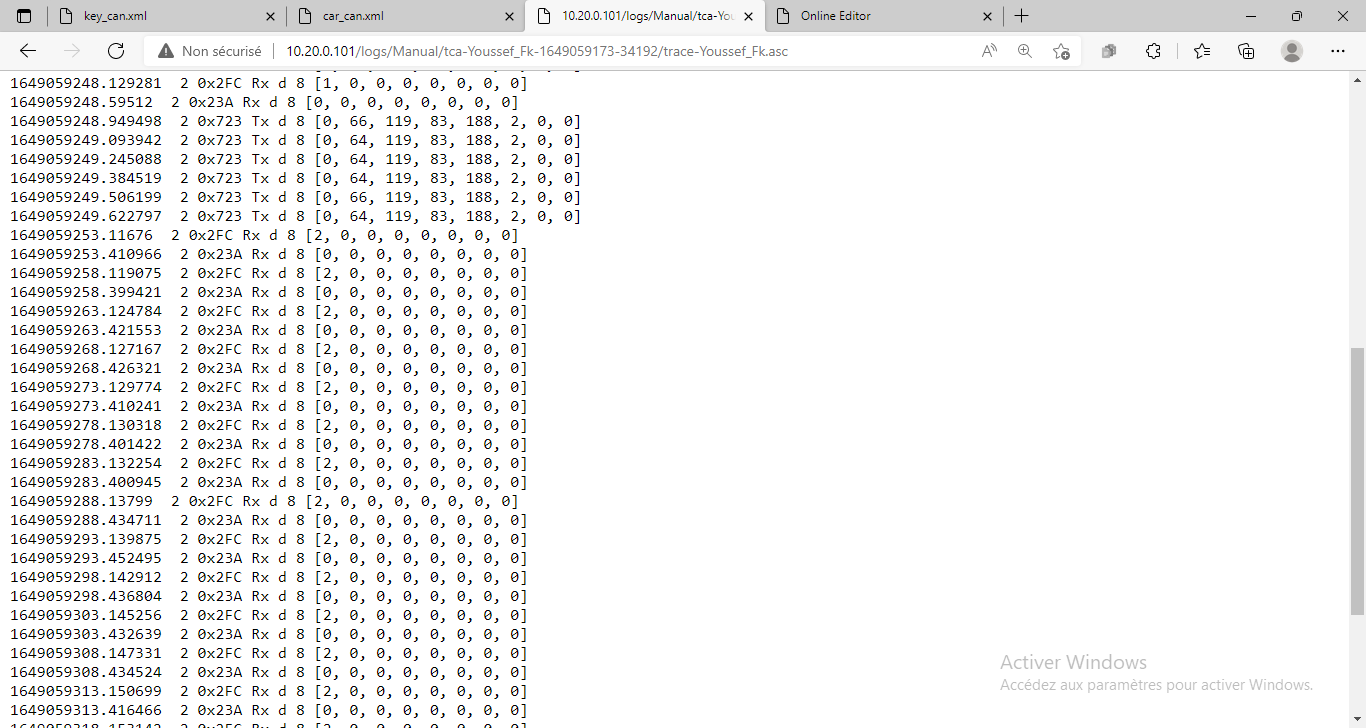 key_can.xml
car_can.xml
10.20.0.101/logs/Manual/tca-You
Online Editor
Non sécurisé
10.20.0.101/logs/Manual/tca-Youssef_Fk-1649059173-34192/trace-Youssef_Fk.asc
1649059248.129281 2 0x2FC Rx d 8 [1, 0, 0, 0, 0, 0, 0, 0]
1649059248.59512 2 0x23A Rx d 8 [0, 0, 0, 0, 0, 0, 0, 0]
1649059248.949498 2 0x723 Tx d 8 [0, 66, 119, 83, 188, 2, 0, 0]
1649059249.093942 2 0x723 Tx d 8 [0, 64, 119, 83, 188, 2, 0, 0]
1649059249.245088 2 0x723 Tx d 8 [0, 64, 119, 83, 188, 2, 0, 0]
1649059249.384519 2 0x723 Tx d 8 [0, 64, 119, 83, 188, 2, 0, 0]
1649059249.506199 2 0x723 Tx d 8 [0, 66, 119, 83, 188, 2, 0, 0]
1649059249.622797 2 0x723 Tx d 8 [0, 64, 119, 83, 188, 2, 0, 0]
1649059253.11676 2 0x2FC Rx d 8 [2, 0, 0, 0, 0, 0, 0, 0]
1649059253.410966 2 0x23A Rx d 8 [0, 0, 0, 0, 0, 0, 0, 0]
1649059258.119075 2 0x2FC Rx d 8 [2, 0, 0, 0, 0, 0, 0, 0]
1649059258.399421 2 0x23A Rx d 8 [0, 0, 0, 0, 0, 0, 0, 0]
1649059263.124784 2 0x2FC Rx d 8 [2, 0, 0, 0, 0, 0, 0, 0]
1649059263.421553 2 0x23A Rx d 8 [0, 0, 0, 0, 0, 0, 0, 0]
1649059268.127167 2 0x2FC Rx d 8 [2, 0, 0, 0, 0, 0, 0, 0]
1649059268.426321 2 0x23A Rx d 8 [0, 0, 0, 0, 0, 0, 0, 0]
1649059273.129774 2 0x2FC Rx d 8 [2, 0, 0, 0, 0, 0, 0, 0]
1649059273.410241 2 0x23A Rx d 8 [0, 0, 0, 0, 0, 0, 0, 0]
1649059278.130318 2 0x2FC Rx d 8 [2, 0, 0, 0, 0, 0, 0, 0]
1649059278.401422 2 0x23A Rx d 8 [0, 0, 0, 0, 0, 0, 0, 0]
1649059283.132254 2 0x2FC Rx d 8 [2, 0, 0, 0, 0, 0, 0, 0]
1649059283.400945 2 0x23A Rx d 8 [0, 0, 0, 0, 0, 0, 0, 0]
1649059288.13799 2 0x2FC Rx d 8 [2, 0, 0, 0, 0, 0, 0, 0]
1649059288.434711 2 0x23A Rx d 8 [0, 0, 0, 0, 0, 0, 0, 0]
1649059293.139875 2 0x2FC Rx d 8 [2, 0, 0, 0, 0, 0, 0, 0]
1649059293.452495 2 0x23A Rx d 8 [0, 0, 0, 0, 0, 0, 0, 0]
1649059298.142912 2 0x2FC Rx d 8 [2, 0, 0, 0, 0, 0, 0, 0]
1649059298.436804 2 0x23A Rx d 8 [0, 0, 0, 0, 0, 0, 0, 0]
1649059303.145256 2 0x2FC Rx d 8 [2, 0, 0, 0, 0, 0, 0, 0]
1649059303.432639 2 0x23A Rx d 8 [0, 0, 0, 0, 0, 0, 0, 0]
1649059308.147331 2 0x2FC Rx d 8 [2, 0, 0, 0, 0, 0, 0, 0]
1649059308.434524 2 0x23A Rx d 8 [0, 0, 0, 0, 0, 0, 0, 0]
1649059313.150699 2 0x2FC Rx d 8 [2, 0, 0, 0, 0, 0, 0, 0]
1649059313.416466 2 0x23A Rx d 8 [0, 0, 0, 0, 0, 0, 0, 0]
Activer Windows
Accédez aux paramètres pour activer Windows.